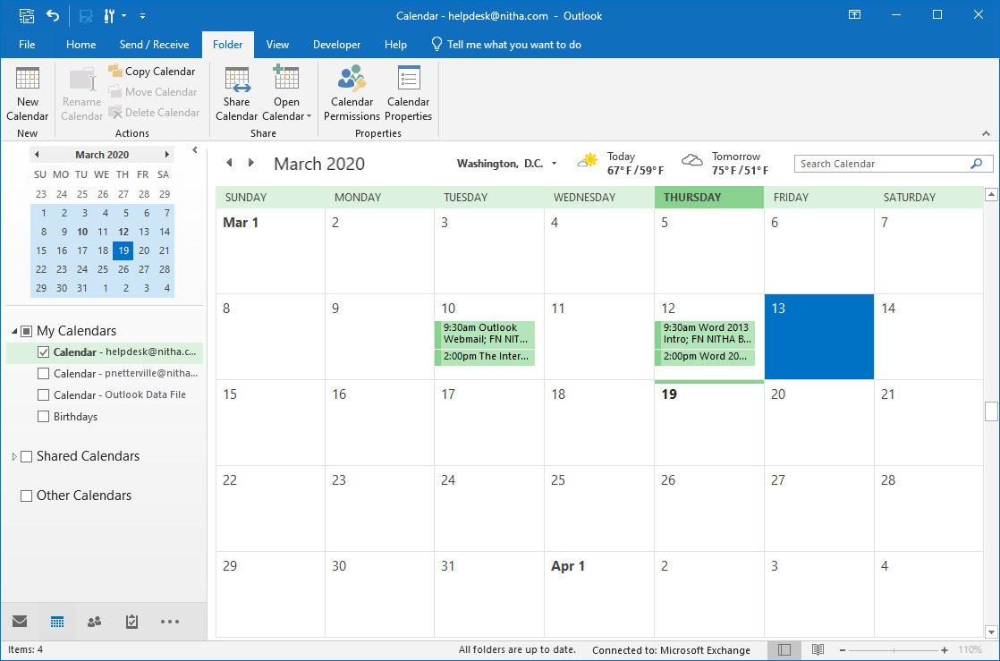 Calendar - helpdesk@nitha.com - Outlook
File Home Send / Receive Folder View Developer Help Tell me what you want to do
New Calendar
New
Rename Calendar
Copy Calendar
Move Calendar
Delete Calendar
Actions
Share Calendar
Open Calendar
Share
Calendar Permissions
Calendar Properties
Properties
March 2020
SU MO TU WE TH FR SA
23 24 25 26 27 28 29
1 2 3 4 5 6 7
8 9 10 11 12 13 14
15 16 17 18 19 20 21
22 23 24 25 26 27 28
29 30 31 1 2 3 4
My Calendars
Calendar - helpdesk@nitha.c...
Calendar - pnetterville@nitha...
Calendar - Outlook Data File
Birthdays
Shared Calendars
Other Calendars
March 2020
Washington, D.C.
Today
67°F/59°F
Tomorrow
75°F/51°F
Search Calendar
SUNDAY MONDAY TUESDAY WEDNESDAY THURSDAY FRIDAY SATURDAY
Mar 1 2 3 4 5 6 7
8 9 10 11 12 13 14
9:30am Outlook
Webmail; FN NIT...
2:00pm The Inter...
9:30am Word 2013
Intro; FN NITHA B...
2:00pm Word 20...
15 16 17 18 19 20 21
22 23 24 25 26 27 28
29 30 31 Apr 1 2 3 4
Items: 4
All folders are up to date.
Connected to: Microsoft Exchange
110%